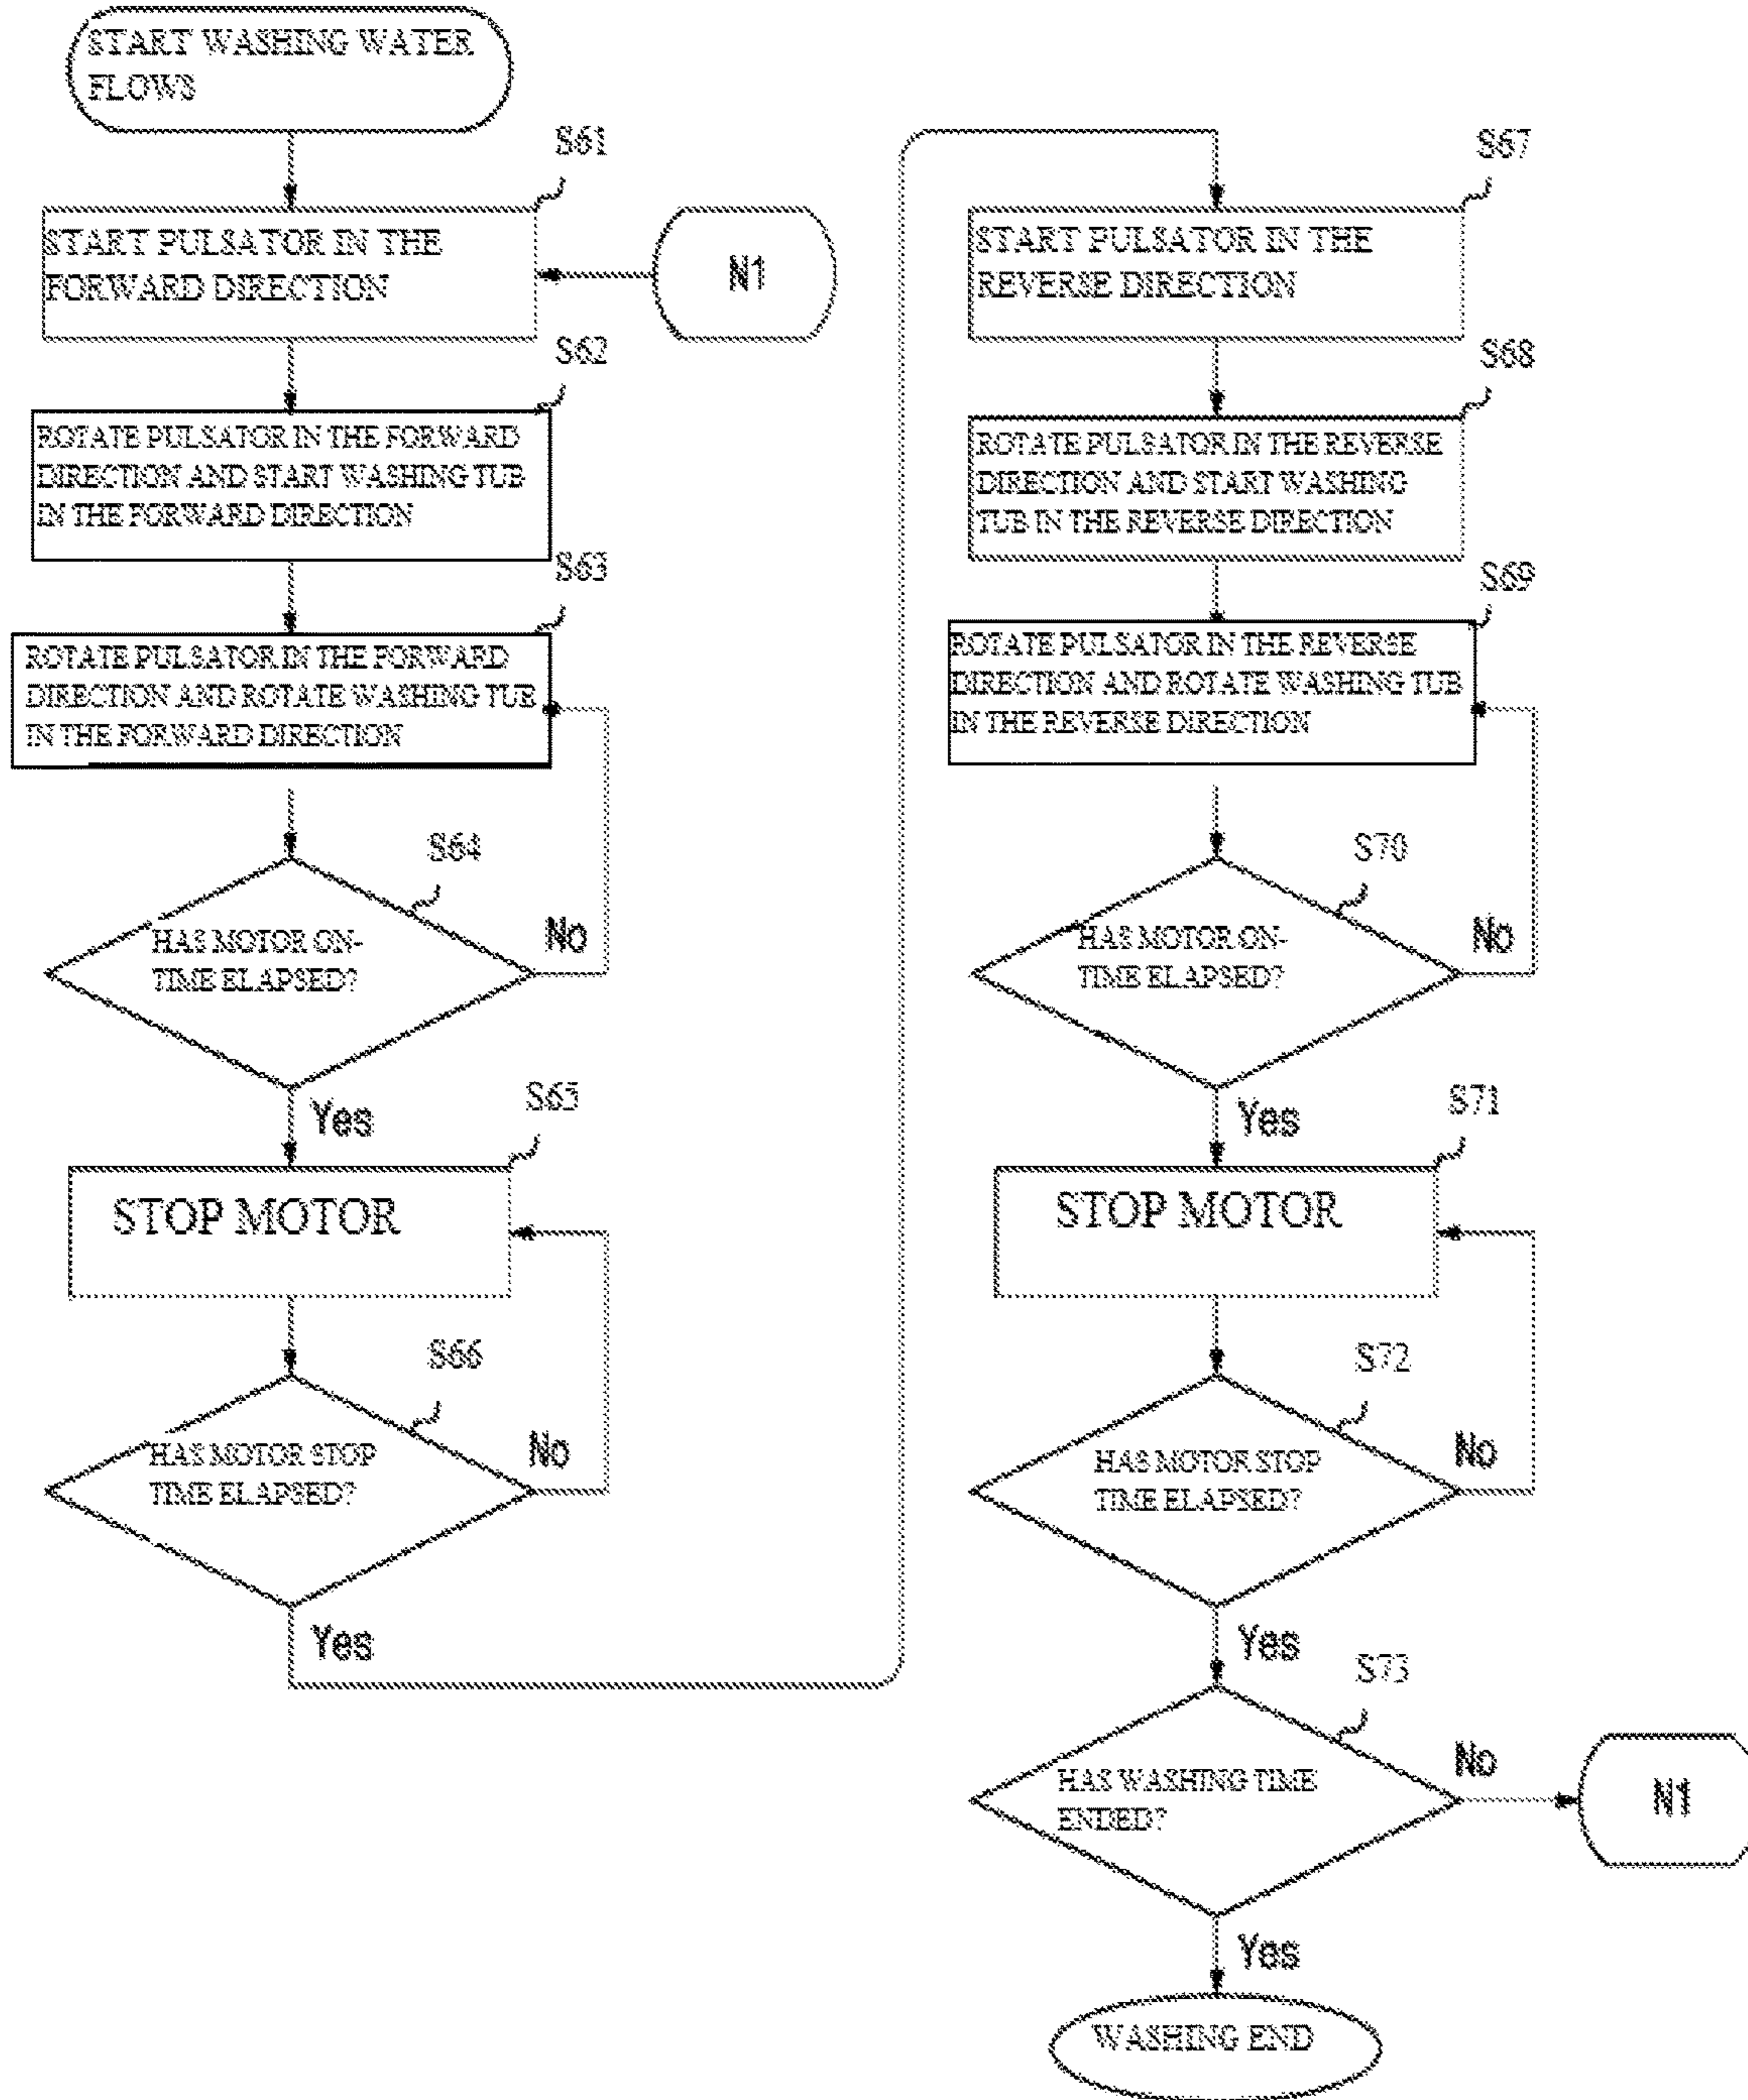 START WASHING WATER
FLOWS
S61
START PULSATOR IN THE
FORWARD DIRECTION
N1
S62
ROTATE PULSATOR IN THE FORWARD
DIRECTION AND START WASHING TUB
IN THE FORWARD DIRECTION
S63
ROTATE PULSATOR IN THE FORWARD
DIRECTION AND ROTATE WASHING TUB
IN THE FORWARD DIRECTION
S64
HAS MOTOR ON-
TIME ELAPSED?
No
Yes
S65
STOP MOTOR
S66
HAS MOTOR STOP
TIME ELAPSED?
No
Yes
S67
START PULSATOR IN THE
REVERSE DIRECTION
S68
ROTATE PULSATOR IN THE REVERSE
DIRECTION AND START WASHING
TUB IN THE REVERSE DIRECTION
S69
ROTATE PULSATOR IN THE REVERSE
DIRECTION AND ROTATE WASHING TUB
IN THE REVERSE DIRECTION
S70
HAS MOTOR ON-
TIME ELAPSED?
No
Yes
S71
STOP MOTOR
S72
HAS MOTOR STOP
TIME ELAPSED?
No
Yes
S73
HAS WASHING TIME
ENDED?
No
N1
Yes
WASHING END